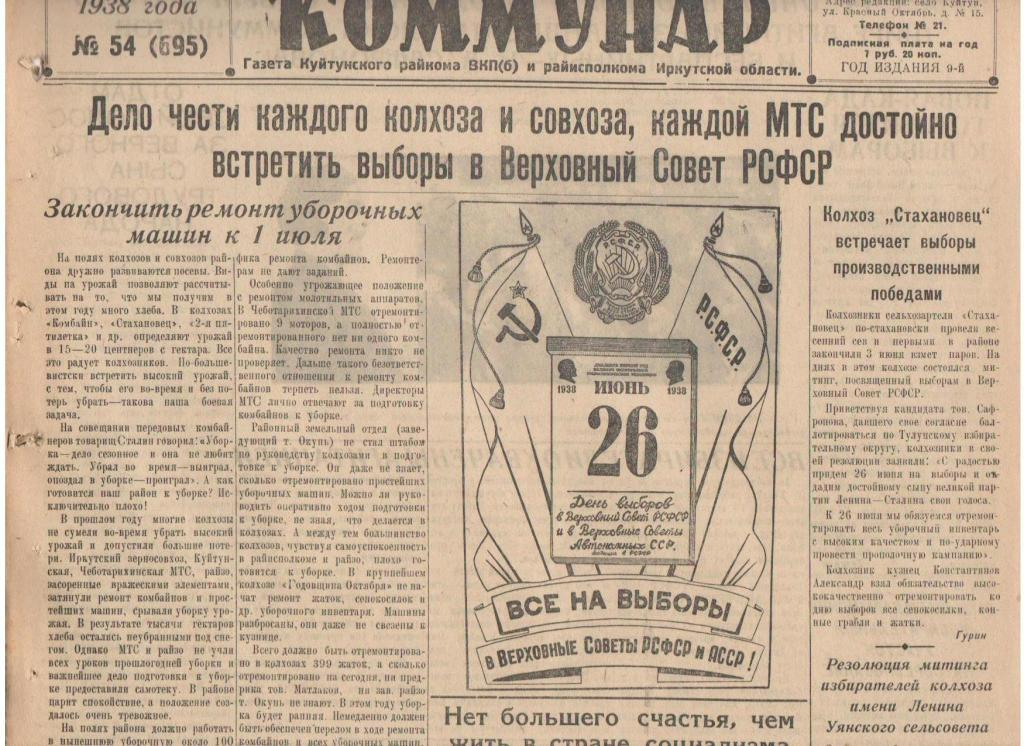 1938 года
№ 54 (695)
КОММУНАР
Газета Куйтунского райкома ВКП(б) и райисполкома Иркутской области.
Адрес редакции: село Куйтун,
ул. Красный Октябрь, д. № 15.
Телефон № 21.
Подписная плата на год
7 руб. 20 коп.
ГОД ИЗДАНИЯ 9-й
Дело чести каждого колхоза и совхоза, каждой МТС достойно
встретить выборы в Верховный Совет РСФСР
Закончить ремонт уборочных
машин к 1 июля
На полях колхозов и совхозов рай-
она дружно развиваются посевы. Ви-
ды на урожай позволяют рассчиты-
вать на то, что мы получим в
этом году много хлеба. В колхозах
«Комбайн», «Стахановец», «2-я пя-
тилетка» и др. определяют урожай
в 15—20 центнеров с гектара. Все
это радует колхозников. По-больше-
вистски встретить высокий урожай,
с тем, чтобы его во-время и без по-
терь убрать—такова наша боевая
задача.
На совещании передовых комбай-
неров товарищ Сталин говорил: «Убор-
ка—дело сезонное и она не любит
ждать. Убрал во время—выиграл,
опоздал в уборке—проиграл». А как
готовится наш район к уборке? Ис-
ключительно плохо!
В прошлом году многие колхозы
не сумели во-время убрать высокий
урожай и допустили большие поте-
ри. Иркутский зерносовхоз, Куйтун-
ская, Чеботарихинская МТС, райзо,
засоренные вражескими элементами,
затянули ремонт комбайнов и прос-
тейших машин, срывали уборку уро-
жая. В результате тысячи гектаров
хлеба остались неубранными под сне-
гом. Однако МТС и райзо не учли
всех уроков прошлогодней уборки и
важнейшее дело подготовки к убор-
ке предоставили самотеку. В районе
царит спокойствие, а положение соз-
далось очень тревожное.
На полях района должно работать
в нынешнюю уборочную около 100
фика ремонта комбайнов. Ремонте-
рам не дают заданий.
Особенно угрожающее положение
с ремонтом молотильных аппаратов.
В Чеботарихинской МТС отремонти-
ровано 9 моторов, а полностью от-
ремонтированного нет ни одного ком-
байна. Качество ремонта никто не
проверяет. Дальше такого безответст-
венного отношения к ремонту ком-
байнов терпеть нельзя. Директоры
МТС лично отвечают за подготовку
комбайнов к уборке.
Районный земельный отдел (заве-
дующий т. Окунь) не стал штабом
по руководству колхозами в подго-
товке к уборке. Он даже не знает,
сколько отремонтировано простейших
уборочных машин. Можно ли руко-
водить оперативно ходом подготовки
к уборке, не зная, что делается в
колхозах. А между тем большинство
колхозов, чувствуя самоуспокоенность
в райисполкоме и райзо, плохо го-
товятся к уборке. В крупнейшем
колхозе «Годовщина Октября» не на-
чат ремонт жаток, сенокосилок и
др. уборочного инвентаря. Машины
разбросаны, они даже не свезены к
кузнице.
Всего должно быть отремонтирова-
но в колхозах 399 жаток, а сколько
отремонтировано на сегодня, ни пред-
рика тов. Матлаков, ни зав. райзо
т. Окунь не знают. В этом году убор-
ка будет ранняя. Немедленно должен
быть обеспечен перелом в ходе ремонта
комбайнов и всех уборочных машин.
Р.С.Ф.С.Р.
Р.С.Ф.С.Р.
1938 ИЮНЬ 1938
26
День выборов
в Верховный Совет РСФСР
и в Верховные Советы
Автономных ССР.
ВСЕ НА ВЫБОРЫ
в Верховные Советы РСФСР и АССР!
Нет большего счастья, чем
жить в стране социализма
Колхоз „Стахановец“
встречает выборы
производственными
победами
Колхозники сельхозартели «Стаха-
новец» по-стахановски провели ве-
сенний сев и первыми в районе
закончили 3 июня взмет паров. На
днях в этом колхозе состоялся ми-
тинг, посвященный выборам в Вер-
ховный Совет РСФСР.
Приветствуя кандидата тов. Саф-
ронова, давшего свое согласие бал-
лотироваться по Тулунскому избира-
тельному округу, колхозники в сво-
ей резолюции заявили: «С радостью
придем 26 июня на выборы и от-
дадим достойному сыну великой пар-
тии Ленина—Сталина свои голоса.
К 26 июня мы обязуемся отремон-
тировать весь уборочный инвентарь
с высоким качеством и по-ударному
провести прополочную кампанию».
Колхозник кузнец Константинов
Александр взял обязательство высо-
кокачественно отремонтировать ко
дню выборов все сенокосилки, кон-
ные грабли и жатки.
Гурин
Резолюция митинга
избирателей колхоза
имени Ленина
Уянского сельсовета